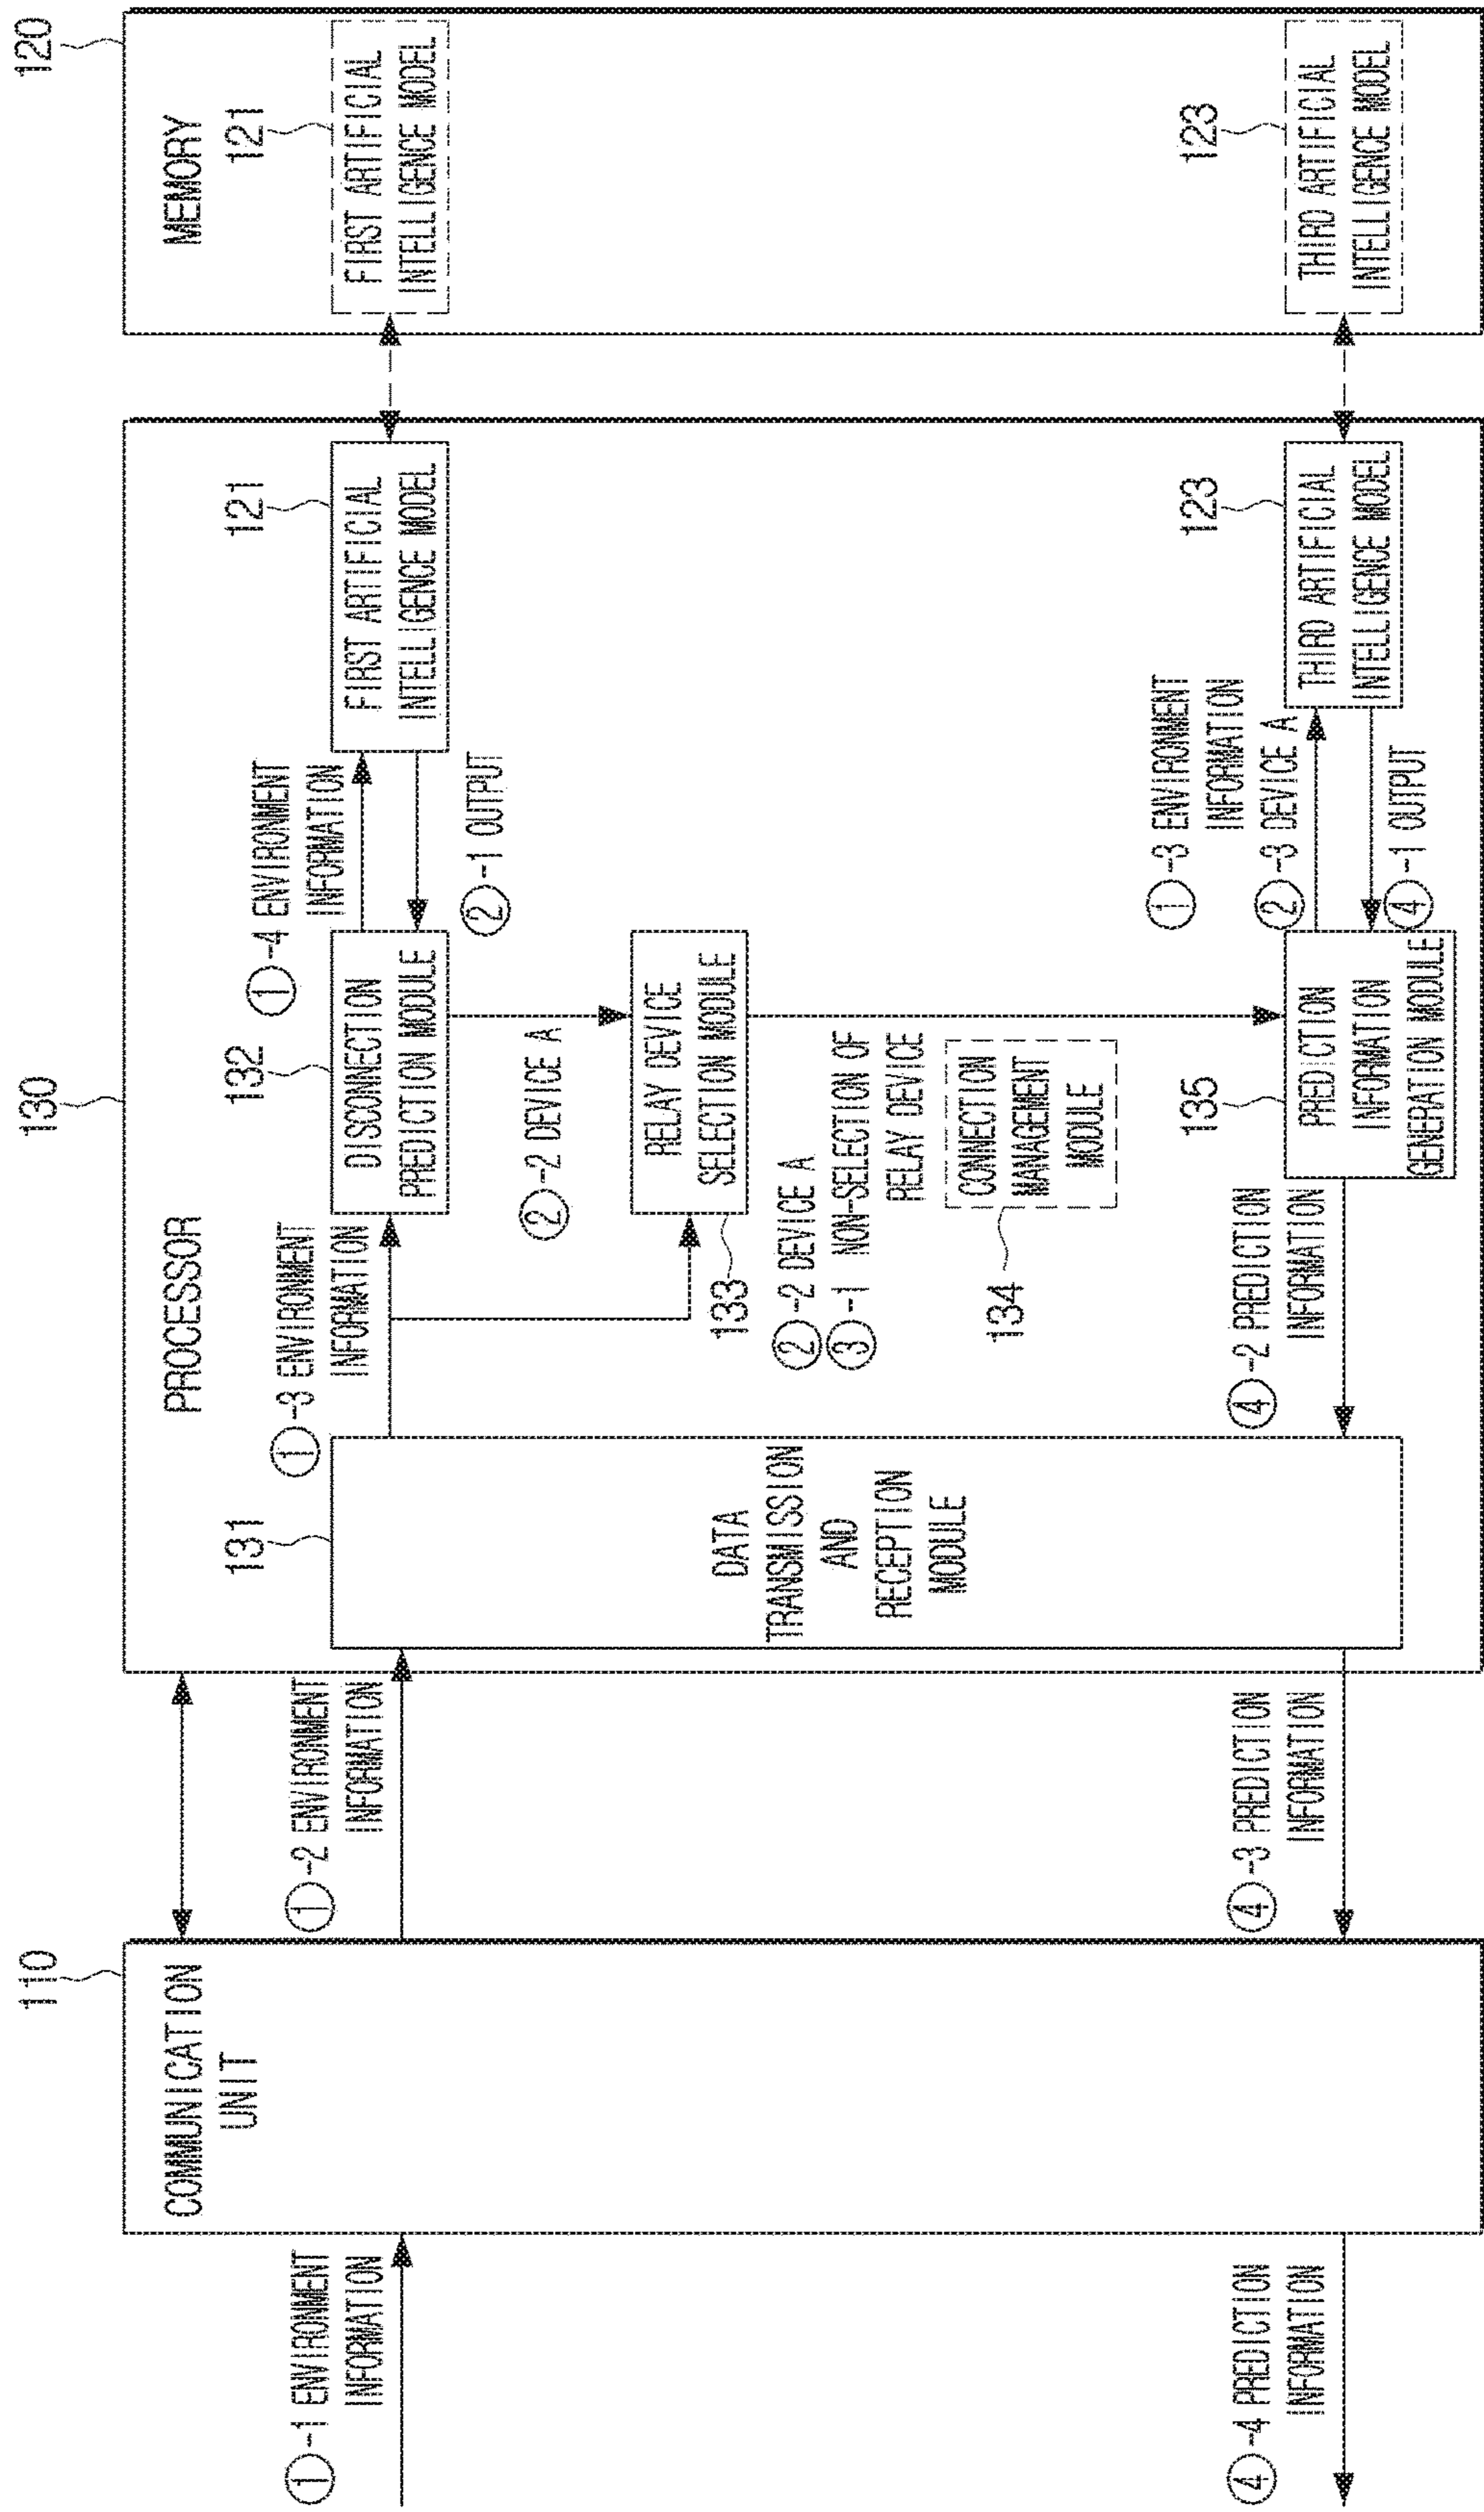 110
COMMUNICATION
UNIT
①-1 ENVIRONMENT
INFORMATION
④-4 PREDICTION
INFORMATION
①-2 ENVIRONMENT
INFORMATION
④-3 PREDICTION
INFORMATION
130
PROCESSOR
131
DATA
TRANSMISSION
AND
RECEPTION
MODULE
①-3 ENVIRONMENT
INFORMATION
132
DISCONNECTION
PREDICTION MODULE
①-4 ENVIRONMENT
INFORMATION
②-1 OUTPUT
121
FIRST ARTIFICIAL
INTELLIGENCE MODEL
②-2 DEVICE A
RELAY DEVICE
SELECTION MODULE
133
②-2 DEVICE A
③-1 NON-SELECTION OF
RELAY DEVICE
CONNECTION
MANAGEMENT
MODULE
134
135
PREDICTION
INFORMATION
GENERATION MODULE
④-2 PREDICTION
INFORMATION
①-3 ENVIRONMENT
INFORMATION
②-3 DEVICE A
④-1 OUTPUT
123
THIRD ARTIFICIAL
INTELLIGENCE MODEL
120
MEMORY
121
FIRST ARTIFICIAL
INTELLIGENCE MODEL
123
THIRD ARTIFICIAL
INTELLIGENCE MODEL